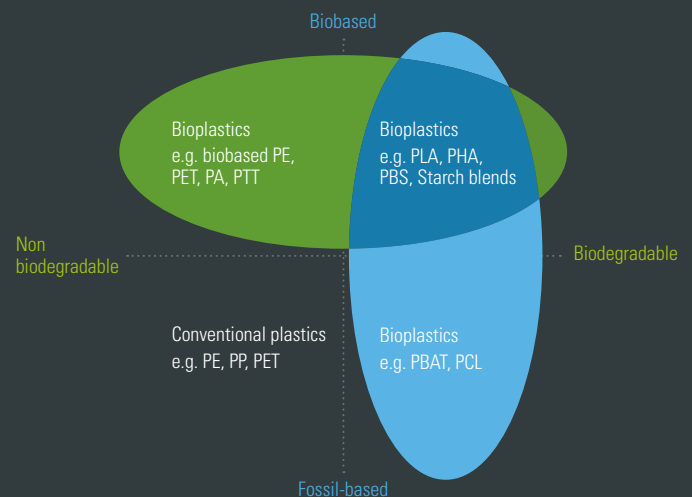 Biobased
Bioplastics
e.g. biobased PE,
PET, PA, PTT
Bioplastics
e.g. PLA, PHA,
PBS, Starch blends
Non
biodegradable
Biodegradable
Conventional plastics
e.g. PE, PP, PET
Bioplastics
e.g. PBAT, PCL
Fossil-based